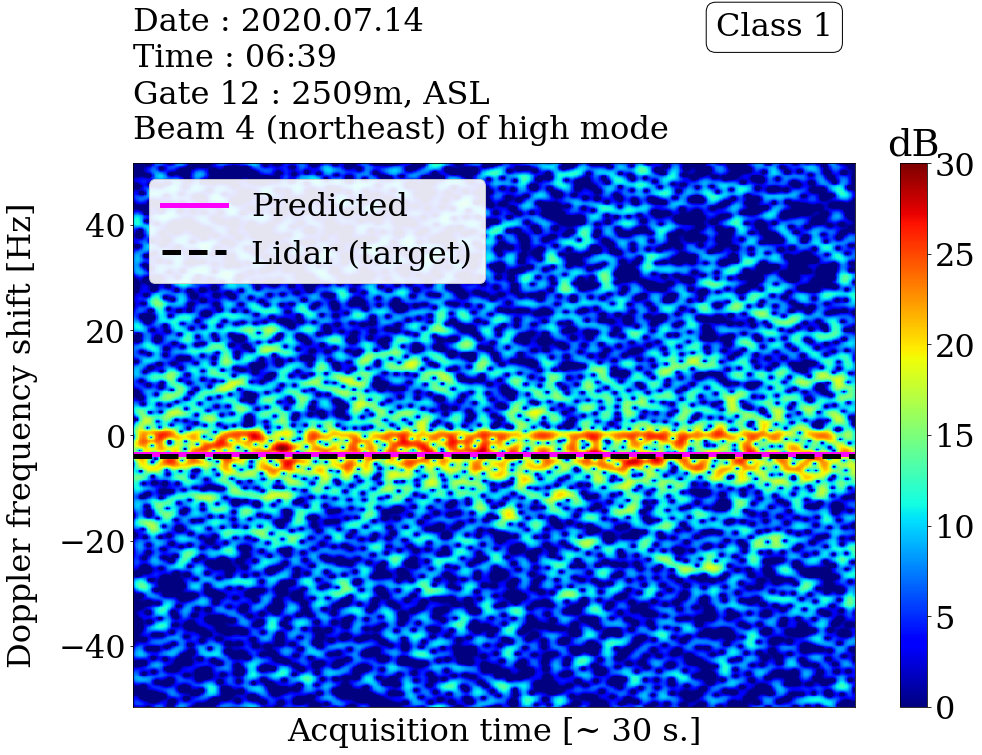 Date : 2020.07.14
Time : 06:39
Gate 12 : 2509m, ASL
Beam 4 (northeast) of high mode
Class 1
dB
Predicted
Lidar (target)
Doppler frequency shift [Hz]
40
20
0
−20
−40
30
25
20
15
10
5
0
Acquisition time [~ 30 s.]